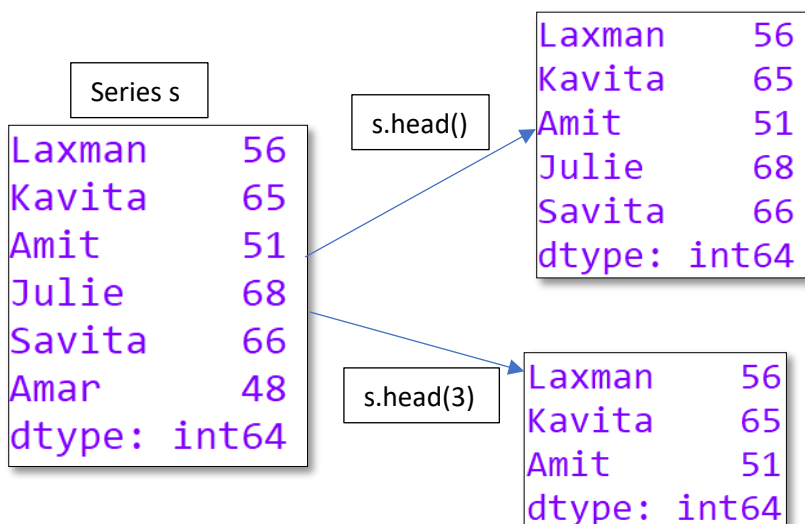 Series s
Laxman 56
Kavita 65
Amit 51
Julie 68
Savita 66
Amar 48
dtype: int64
s.head()
Laxman 56
Kavita 65
Amit 51
Julie 68
Savita 66
dtype: int64
s.head(3)
Laxman 56
Kavita 65
Amit 51
dtype: int64